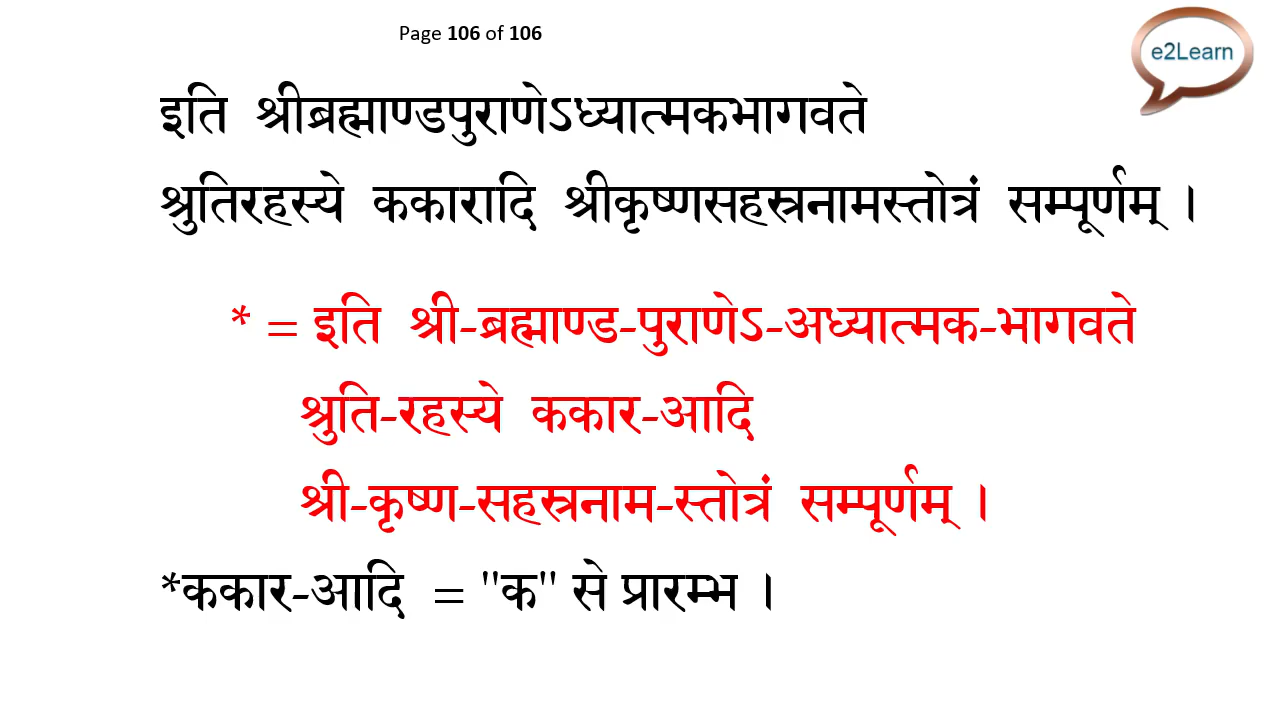 Page 106 of 106
e2Learn
इति श्रीब्रह्माण्डपुराणेऽध्यात्मकभागवते
श्रुतिरहस्ये ककारादि श्रीकृष्णसहस्रनामस्तोत्रं सम्पूर्णम् ।
* = इति श्री-ब्रह्माण्ड-पुराणेऽ-अध्यात्मक-भागवते
श्रुति-रहस्ये ककार-आदि
श्री-कृष्ण-सहस्रनाम-स्तोत्रं सम्पूर्णम् ।
*ककार-आदि = "क" से प्रारम्भ ।